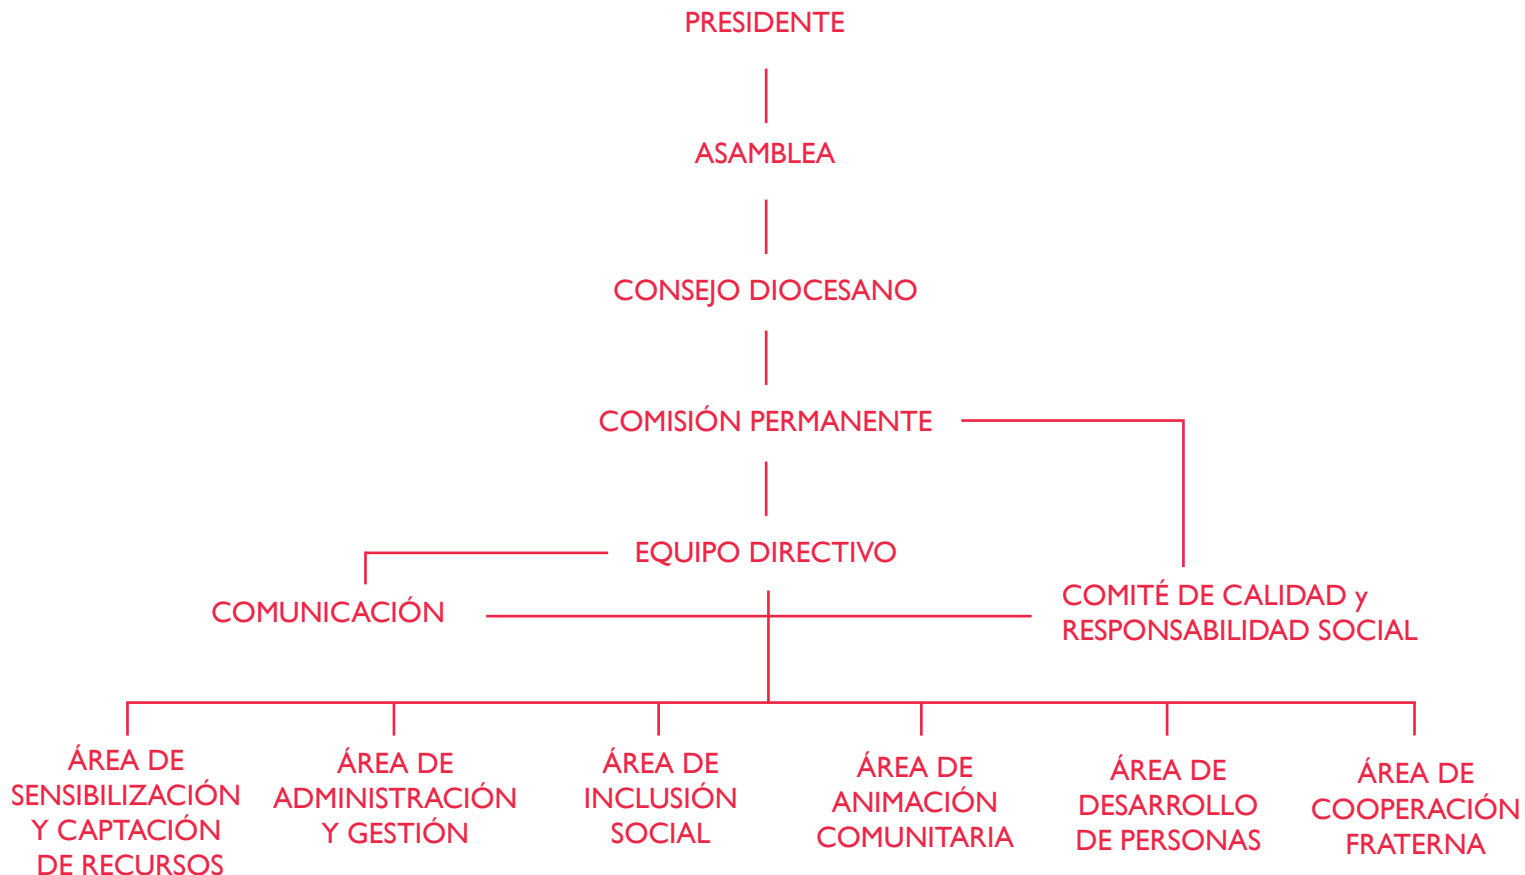 PRESIDENTE
ASAMBLEA
CONSEJO DIOCESANO
COMISIÓN PERMANENTE
EQUIPO DIRECTIVO
COMUNICACIÓN
COMITÉ DE CALIDAD y
RESPONSABILIDAD SOCIAL
ÁREA DE
SENSIBILIZACIÓN
Y CAPTACIÓN
DE RECURSOS
ÁREA DE
ADMINISTRACIÓN
Y GESTIÓN
ÁREA DE
INCLUSIÓN
SOCIAL
ÁREA DE
ANIMACIÓN
COMUNITARIA
ÁREA DE
DESARROLLO
DE PERSONAS
ÁREA DE
COOPERACIÓN
FRATERNA